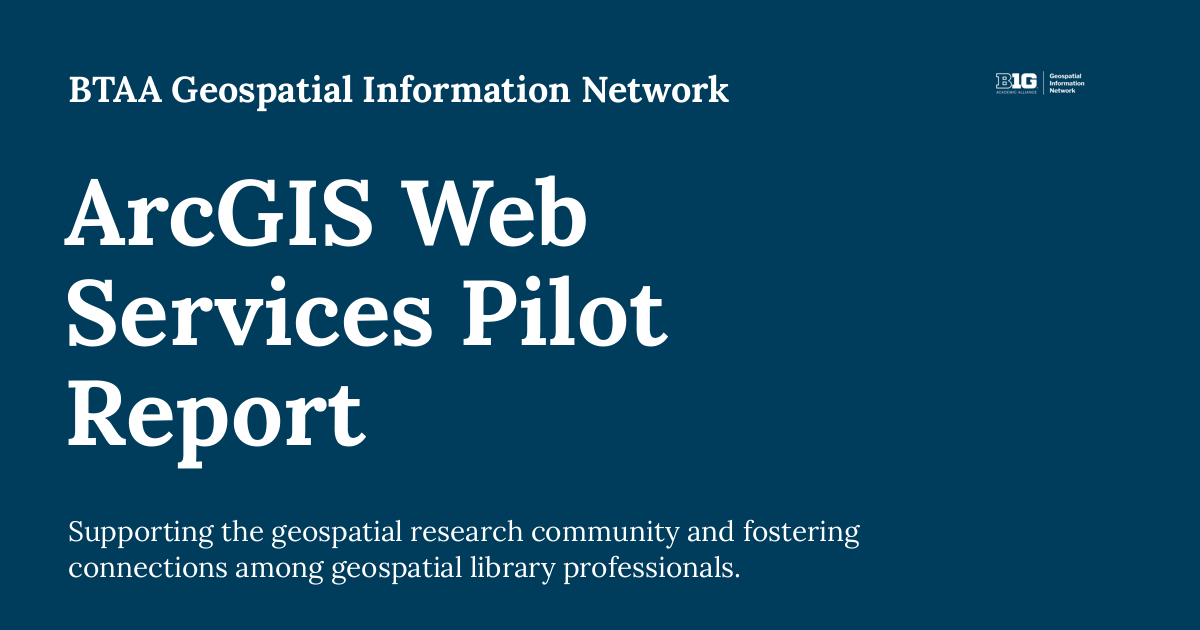 BTAA Geospatial Information Network
B1G
ACADEMIC ALLIANCE
Geospatial
Information
Network
ArcGIS Web
Services Pilot
Report
Supporting the geospatial research community and fostering
connections among geospatial library professionals.